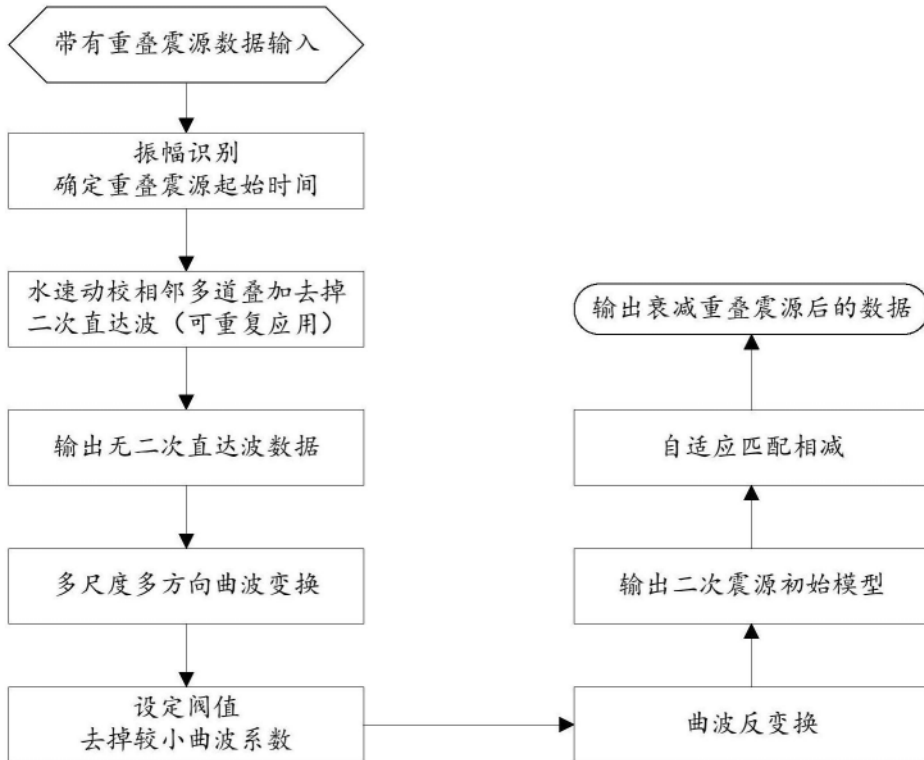 带有重叠震源数据输入
振幅识别
确定重叠震源起始时间
水速动校相邻多道叠加去掉
二次直达波（可重复应用）
输出无二次直达波数据
多尺度多方向曲波变换
设定阀值
去掉较小曲波系数
曲波反变换
输出二次震源初始模型
自适应匹配相减
输出衰减重叠震源后的数据